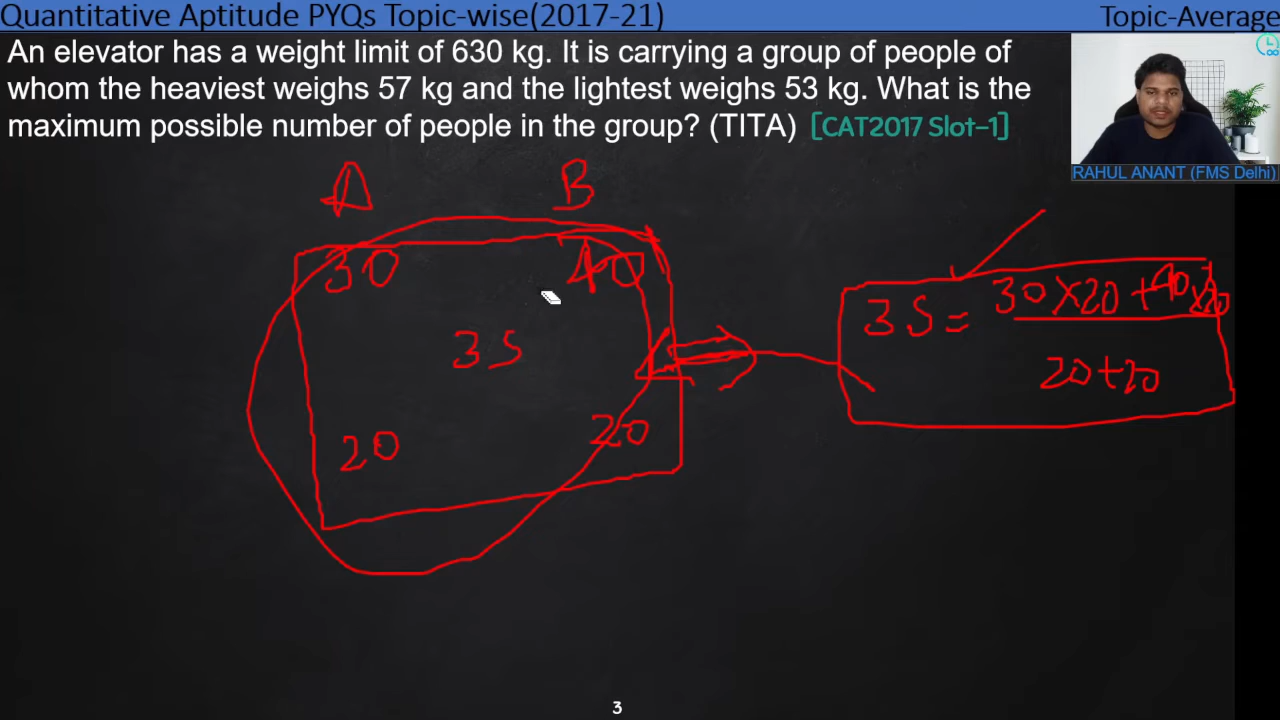 Quantitative Aptitude PYQs Topic-wise(2017-21)
Topic-Average
An elevator has a weight limit of 630 kg. It is carrying a group of people of
whom the heaviest weighs 57 kg and the lightest weighs 53 kg. What is the
maximum possible number of people in the group? (TITA) [CAT2017 Slot-1]
RAHUL ANANT (FMS Delhi)
A B
30 40
35
20 20
35 = 30×20+40×20
20+20
3